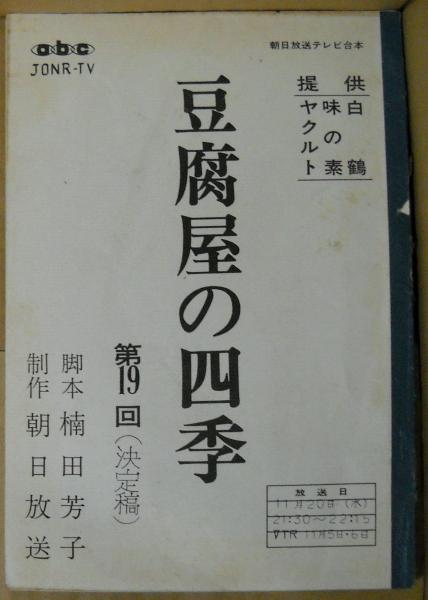 abc
JONR-TV
朝日放送テレビ台本
提供
白鶴
味の素
ヤクルト
豆腐屋の四季
第19回(決定稿)
脚本 楠田芳子
制作 朝日放送
放送日
11月20日(水)
21:30〜22:15
VTR 11月5日・6日